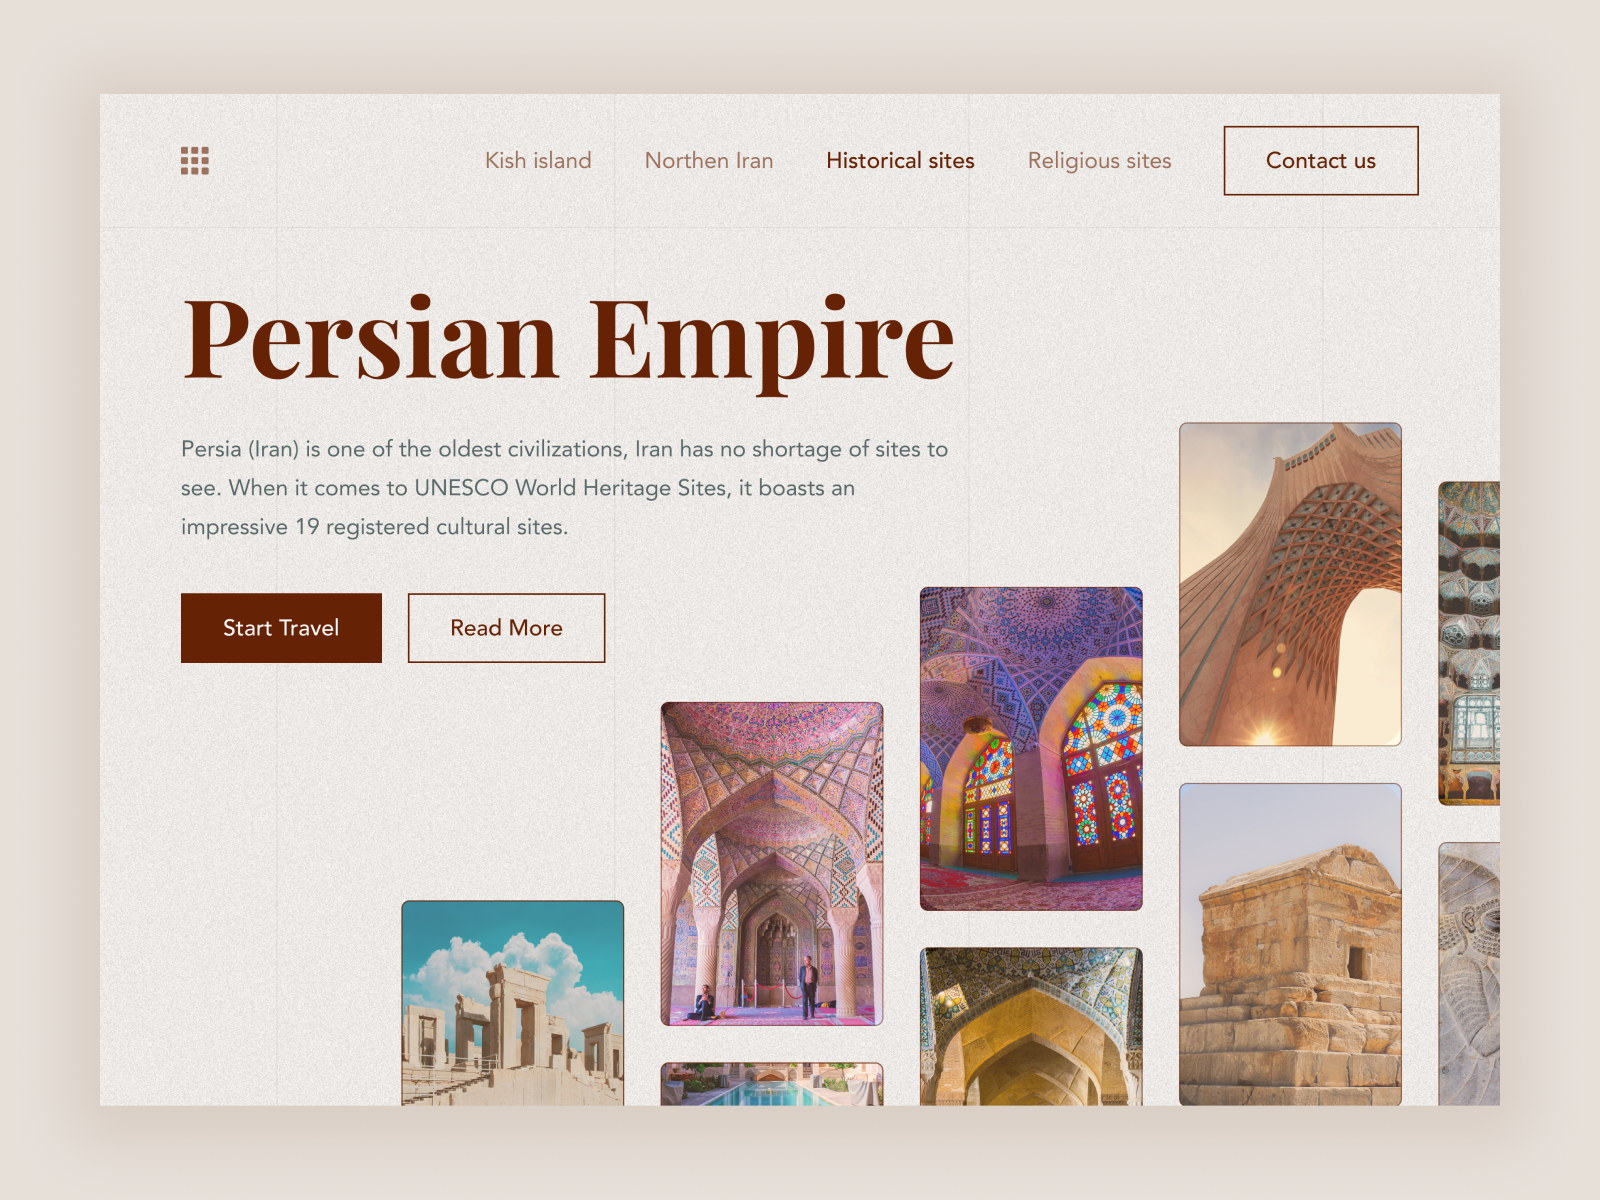 Kish island
Northen Iran
Historical sites
Religious sites
Contact us
Persian Empire
Persia (Iran) is one of the oldest civilizations, Iran has no shortage of sites to
see. When it comes to UNESCO World Heritage Sites, it boasts an
impressive 19 registered cultural sites.
Start Travel
Read More